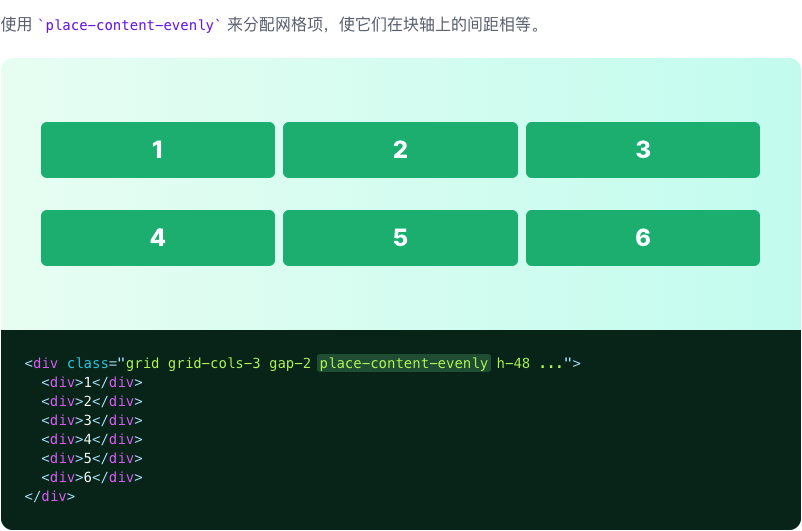 使用 `place-content-evenly` 来分配网格项，使它们在块轴上的间距相等。
1 2 3
4 5 6
<div class="grid grid-cols-3 gap-2 place-content-evenly h-48 ...">
  <div>1</div>
  <div>2</div>
  <div>3</div>
  <div>4</div>
  <div>5</div>
  <div>6</div>
</div>